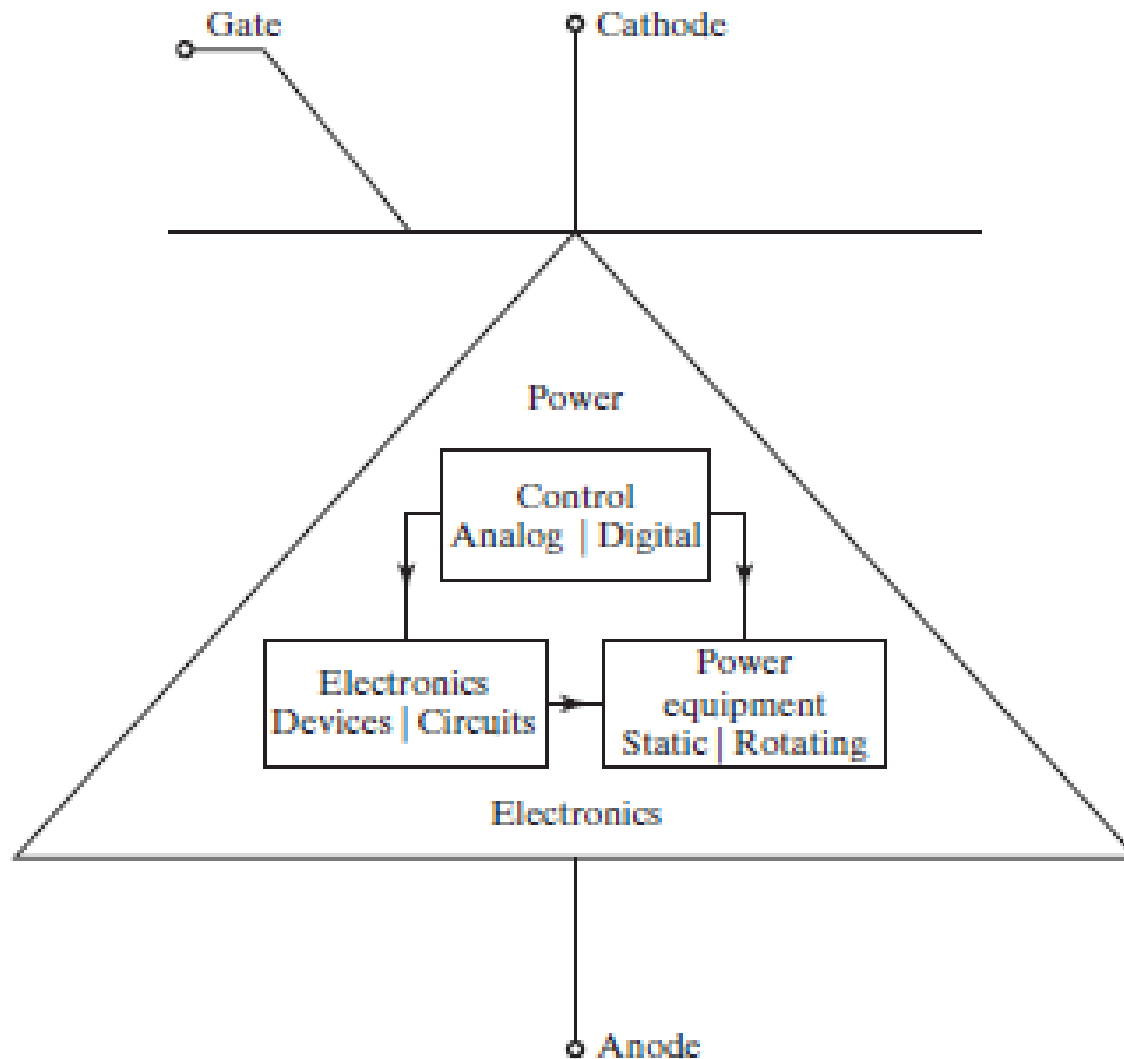 Gate
Cathode
Power
Control
Analog | Digital
Electronics
Devices | Circuits
Power
equipment
Static | Rotating
Electronics
Anode